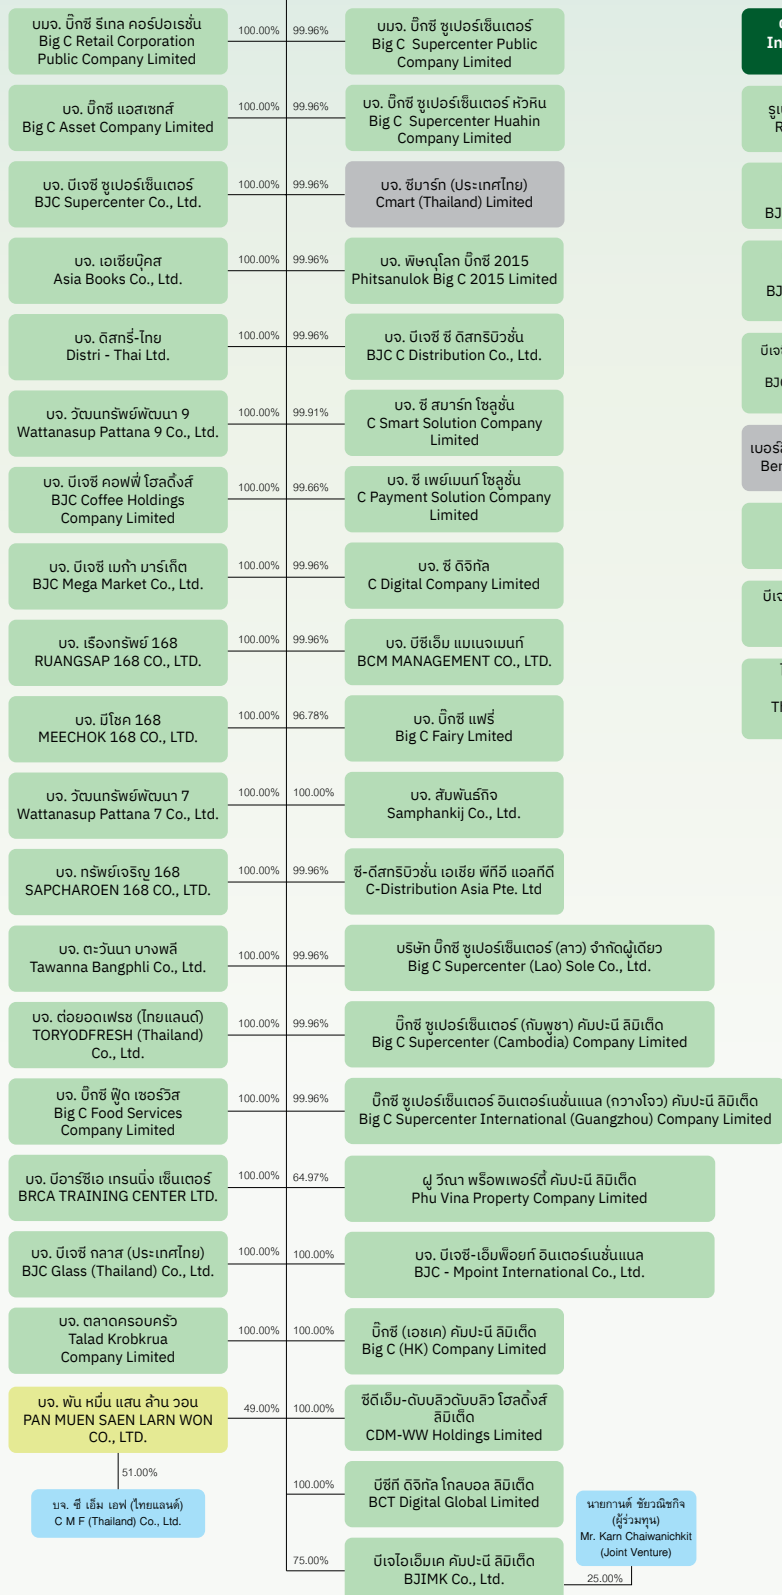 บมจ. บิ๊กซี รีเทล คอร์ปอเรชั่น
Big C Retail Corporation
Public Company Limited
100.00%
99.96%
บมจ. บิ๊กซี ซูเปอร์เซ็นเตอร์
Big C Supercenter Public
Company Limited
บจ. บิ๊กซี แอสเซทส์
Big C Asset Company Limited
100.00%
99.96%
บจ. บิ๊กซี ซูเปอร์เซ็นเตอร์ หัวหิน
Big C Supercenter Huahin
Company Limited
บจ. บีเจซี ซูเปอร์เซ็นเตอร์
BJC Supercenter Co., Ltd.
100.00%
99.96%
บจ. ซีมาร์ท (ประเทศไทย)
Cmart (Thailand) Limited
บจ. เอเซียบุ๊คส
Asia Books Co., Ltd.
100.00%
99.96%
บจ. พิษณุโลก บิ๊กซี 2015
Phitsanulok Big C 2015 Limited
บจ. ดิสทรี่-ไทย
Distri - Thai Ltd.
100.00%
99.96%
บจ. บีเจซี ซี ดิสทริบิวชั่น
BJC C Distribution Co., Ltd.
บจ. วัฒนทรัพย์พัฒนา 9
Wattanasup Pattana 9 Co., Ltd.
100.00%
99.91%
บจ. ซี สมาร์ท โซลูชั่น
C Smart Solution Company
Limited
บจ. บีเจซี คอฟฟี่ โฮลดิ้งส์
BJC Coffee Holdings
Company Limited
100.00%
99.66%
บจ. ซี เพย์เมนท์ โซลูชั่น
C Payment Solution Company
Limited
บจ. บีเจซี เมก้า มาร์เก็ต
BJC Mega Market Co., Ltd.
100.00%
99.96%
บจ. ซี ดิจิทัล
C Digital Company Limited
บจ. เรืองทรัพย์ 168
RUANGSAP 168 CO., LTD.
100.00%
99.96%
บจ. บีซีเอ็ม แมเนจเมนท์
BCM MANAGEMENT CO., LTD.
บจ. มีโชค 168
MEECHOK 168 CO., LTD.
100.00%
96.78%
บจ. บิ๊กซี แฟรี่
Big C Fairy Lmited
บจ. วัฒนทรัพย์พัฒนา 7
Wattanasup Pattana 7 Co., Ltd.
100.00%
100.00%
บจ. สัมพันธ์กิจ
Samphankij Co., Ltd.
บจ. ทรัพย์เจริญ 168
SAPCHAROEN 168 CO., LTD.
100.00%
99.96%
ซี-ดีสทริบิวชั่น เอเชีย พีทีอี แอลทีดี
C-Distribution Asia Pte. Ltd
บจ. ตะวันนา บางพลี
Tawanna Bangphli Co., Ltd.
100.00%
99.96%
บริษัท บิ๊กซี ซูเปอร์เซ็นเตอร์ (ลาว) จำกัดผู้เดียว
Big C Supercenter (Lao) Sole Co., Ltd.
บจ. ต่อยอดเฟรช (ไทยแลนด์)
TORYODFRESH (Thailand)
Co., Ltd.
100.00%
99.96%
บิ๊กซี ซูเปอร์เซ็นเตอร์ (กัมพูชา) คัมปะนี ลิมิเต็ด
Big C Supercenter (Cambodia) Company Limited
บจ. บิ๊กซี ฟู้ด เซอร์วิส
Big C Food Services
Company Limited
100.00%
99.96%
บิ๊กซี ซูเปอร์เซ็นเตอร์ อินเตอร์เนชั่นแนล (กวางโจว) คัมปะนี ลิมิเต็ด
Big C Supercenter International (Guangzhou) Company Limited
บจ. บีอาร์ซีเอ เทรนนิ่ง เซ็นเตอร์
BRCA TRAINING CENTER LTD.
100.00%
64.97%
ฝู วีณา พร็อพเพอร์ตี้ คัมปะนี ลิมิเต็ด
Phu Vina Property Company Limited
บจ. บีเจซี กลาส (ประเทศไทย)
BJC Glass (Thailand) Co., Ltd.
100.00%
100.00%
บจ. บีเจซี-เอ็มพ็อยท์ อินเตอร์เนชั่นแนล
BJC - Mpoint International Co., Ltd.
บจ. ตลาดครอบครัว
Talad Krobkrua
Company Limited
100.00%
100.00%
บิ๊กซี (เอชเค) คัมปะนี ลิมิเต็ด
Big C (HK) Company Limited
บจ. พัน หมื่น แสน ล้าน วอน
PAN MUEN SAEN LARN WON
CO., LTD.
49.00%
100.00%
ซีดีเอ็ม-ดับบลิวดับบลิว โฮลดิ้งส์
ลิมิเต็ด
CDM-WW Holdings Limited
51.00%
บจ. ซี เอ็ม เอฟ (ไทยแลนด์)
C M F (Thailand) Co., Ltd.
100.00%
บีซีที ดิจิทัล โกลบอล ลิมิเต็ด
BCT Digital Global Limited
นายกานต์ ชัยวณิชกิจ
(ผู้ร่วมทุน)
Mr. Karn Chaiwanichkit
(Joint Venture)
75.00%
บีเจไอเอ็มเค คัมปะนี ลิมิเต็ด
BJIMK Co., Ltd.
25.00%